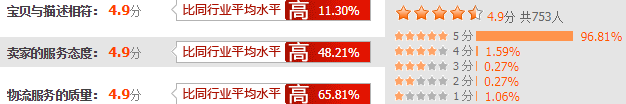 宝贝与描述相符： 4.9分 比同行业平均水平 高 11.30%
卖家的服务态度： 4.9分 比同行业平均水平 高 48.21%
物流服务的质量： 4.9分 比同行业平均水平 高 65.81%
4.9分 共753人
5分 96.81%
4分 1.59%
3分 0.27%
2分 0.27%
1分 1.06%